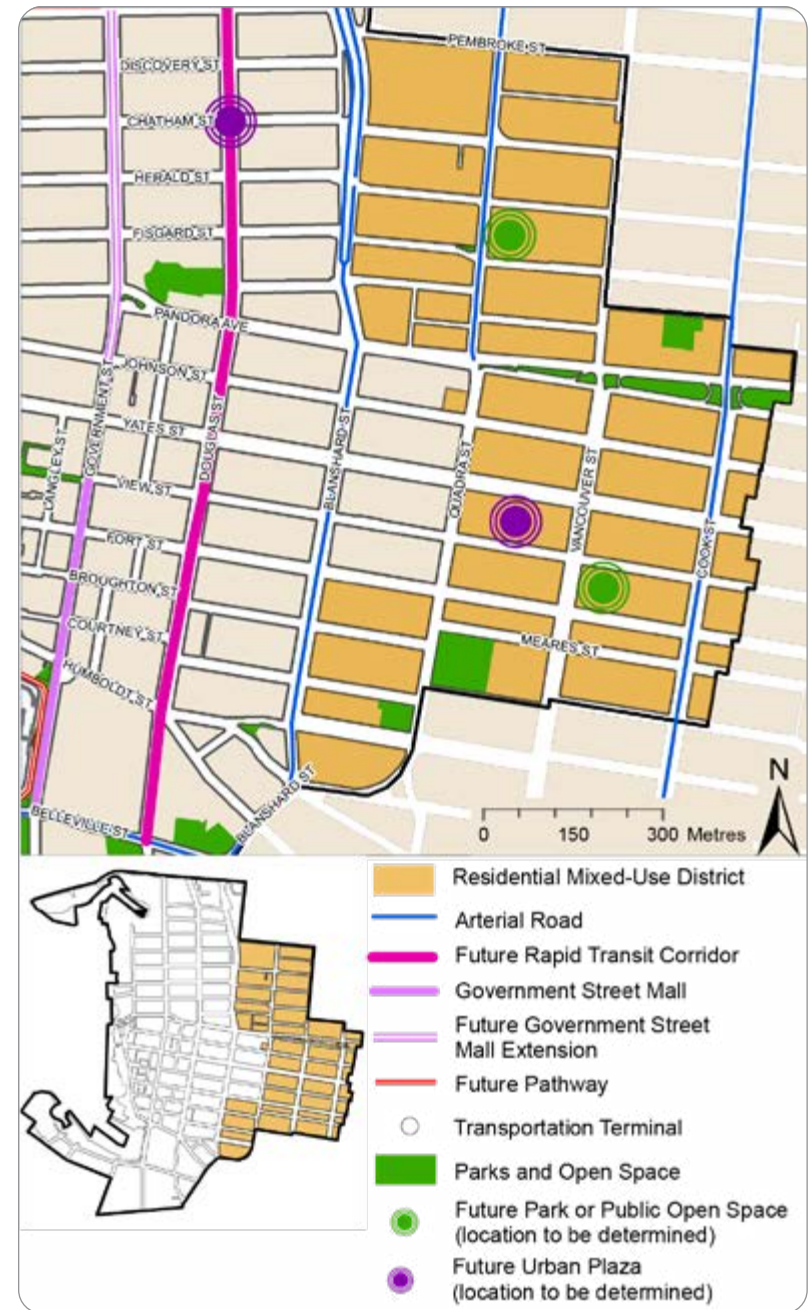 PEMBROKE ST
DISCOVERY ST
CHATHAM ST
HERALD ST
FISGARD ST
PANDORA AVE
JOHNSON ST
YATES ST
LANGLEY ST
GOVERNMENT ST
DOUGLAS ST
BLANSHARD ST
QUADRA ST
VANCOUVER ST
COOK ST
VIEW ST
FORT ST
BROUGHTON ST
COURTNEY ST
HUMBOLDT ST
MEARES ST
BELLEVILLE ST
BLANSHARD ST
N
0 150 300 Metres
Residential Mixed-Use District
Arterial Road
Future Rapid Transit Corridor
Government Street Mall
Future Government Street
Mall Extension
Future Pathway
Transportation Terminal
Parks and Open Space
Future Park or Public Open Space
(location to be determined)
Future Urban Plaza
(location to be determined)